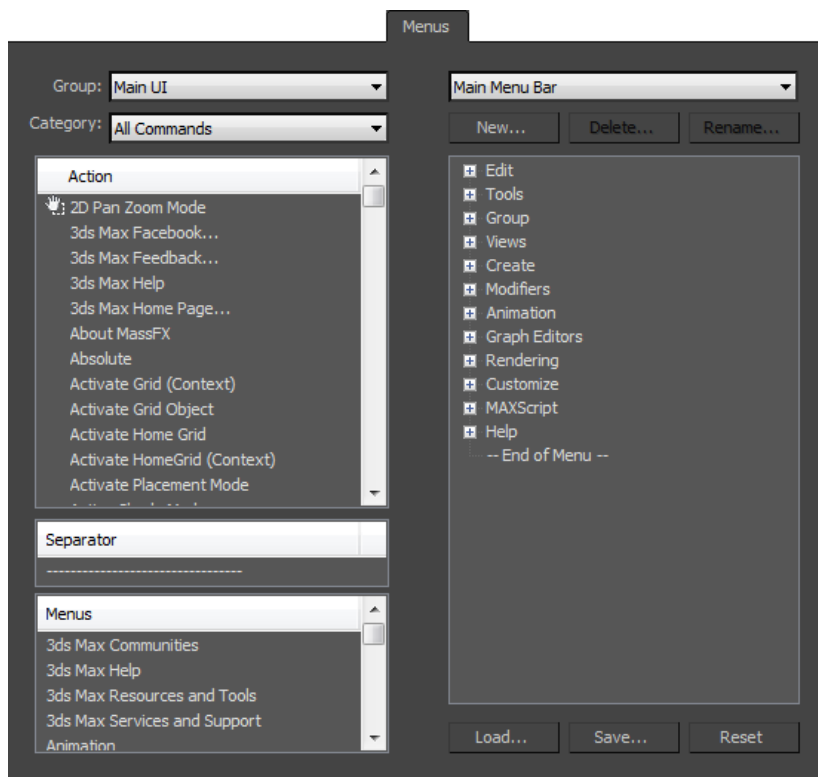 Menus
Group: Main UI
Category: All Commands
Action
2D Pan Zoom Mode
3ds Max Facebook...
3ds Max Feedback...
3ds Max Help
3ds Max Home Page...
About MassFX
Absolute
Activate Grid (Context)
Activate Grid Object
Activate Home Grid
Activate HomeGrid (Context)
Activate Placement Mode
Separator
---------------------------------
Menus
3ds Max Communities
3ds Max Help
3ds Max Resources and Tools
3ds Max Services and Support
Animation
Main Menu Bar
New... Delete... Rename...
Edit
Tools
Group
Views
Create
Modifiers
Animation
Graph Editors
Rendering
Customize
MAXScript
Help
-- End of Menu --
Load... Save... Reset